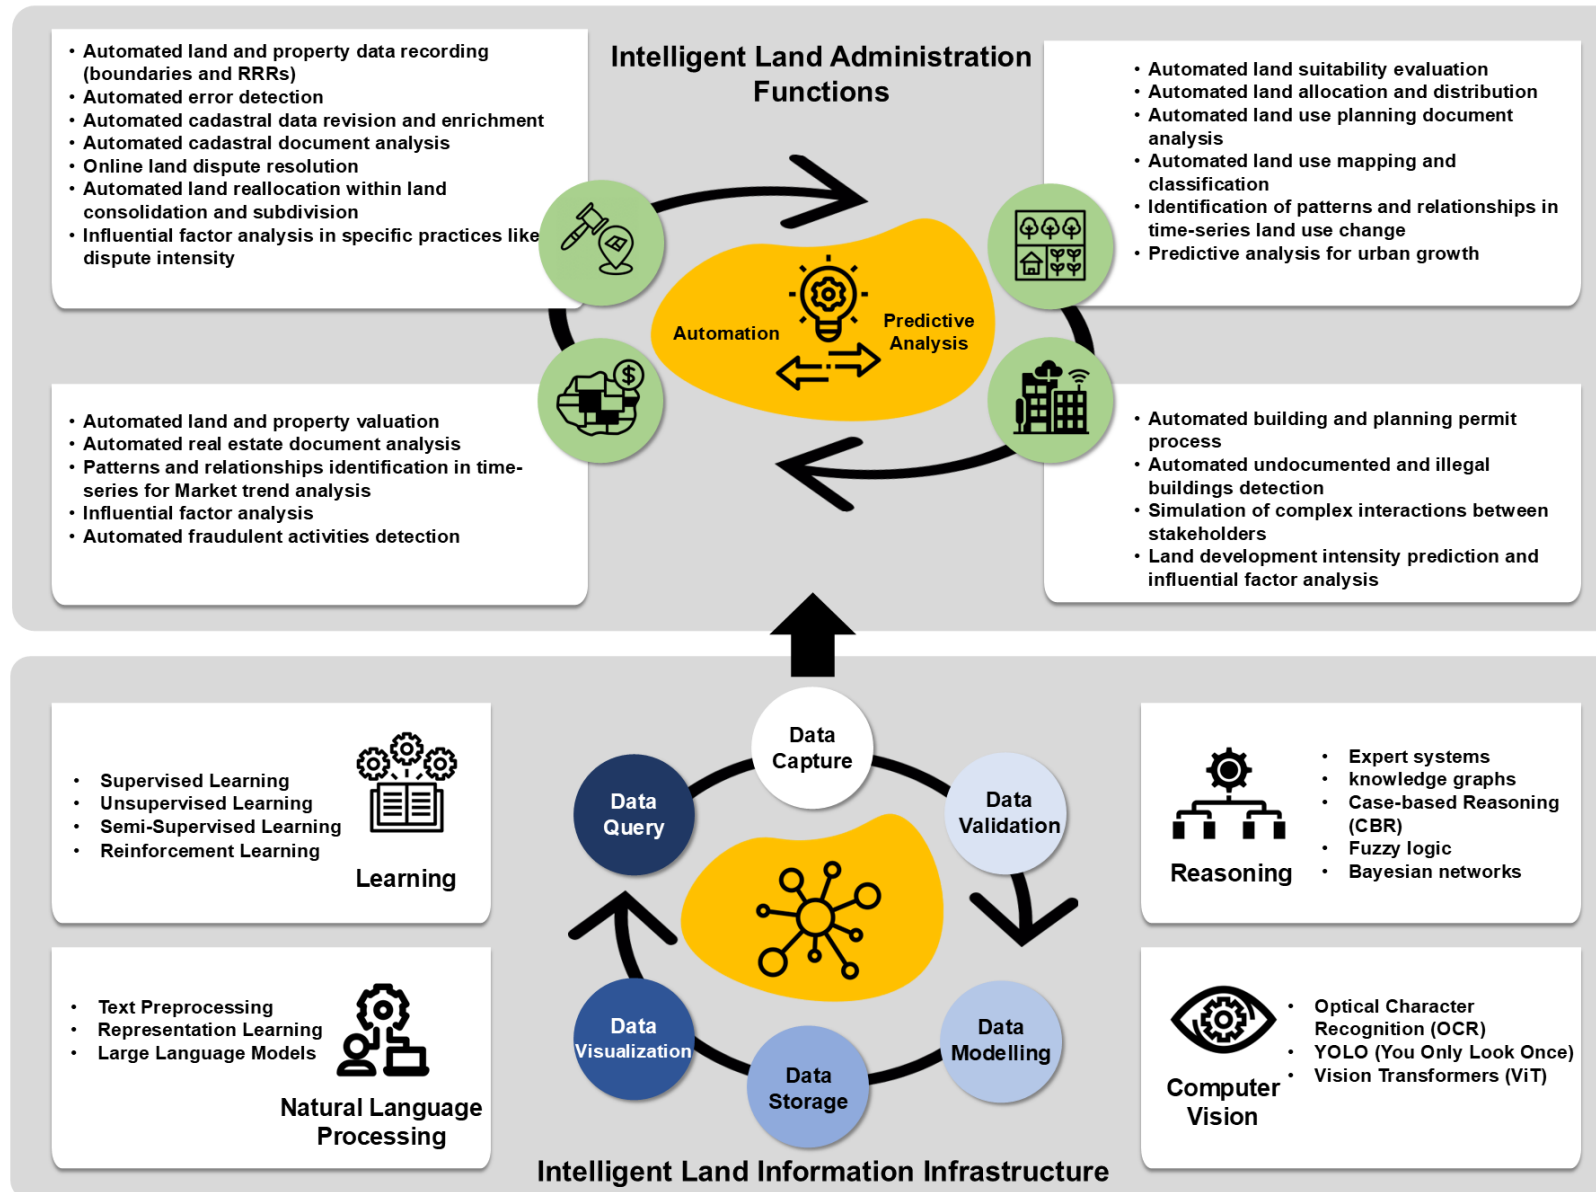 Intelligent Land Administration
Functions
• Automated land and property data recording
(boundaries and RRRs)
• Automated error detection
• Automated cadastral data revision and enrichment
• Automated cadastral document analysis
• Online land dispute resolution
• Automated land reallocation within land
consolidation and subdivision
• Influential factor analysis in specific practices like
dispute intensity
• Automated land suitability evaluation
• Automated land allocation and distribution
• Automated land use planning document
analysis
• Automated land use mapping and
classification
• Identification of patterns and relationships in
time-series land use change
• Predictive analysis for urban growth
Automation
Predictive
Analysis
$
• Automated land and property valuation
• Automated real estate document analysis
• Patterns and relationships identification in time-
series for Market trend analysis
• Influential factor analysis
• Automated fraudulent activities detection
• Automated building and planning permit
process
• Automated undocumented and illegal
buildings detection
• Simulation of complex interactions between
stakeholders
• Land development intensity prediction and
influential factor analysis
• Supervised Learning
• Unsupervised Learning
• Semi-Supervised Learning
• Reinforcement Learning
Learning
Data
Capture
Data
Validation
Data
Modelling
Data
Storage
Data
Visualization
Data
Query
Reasoning
• Expert systems
• knowledge graphs
• Case-based Reasoning
(CBR)
• Fuzzy logic
• Bayesian networks
• Text Preprocessing
• Representation Learning
• Large Language Models
Natural Language
Processing
• Optical Character
Recognition (OCR)
• YOLO (You Only Look Once)
• Vision Transformers (ViT)
Computer
Vision
Intelligent Land Information Infrastructure